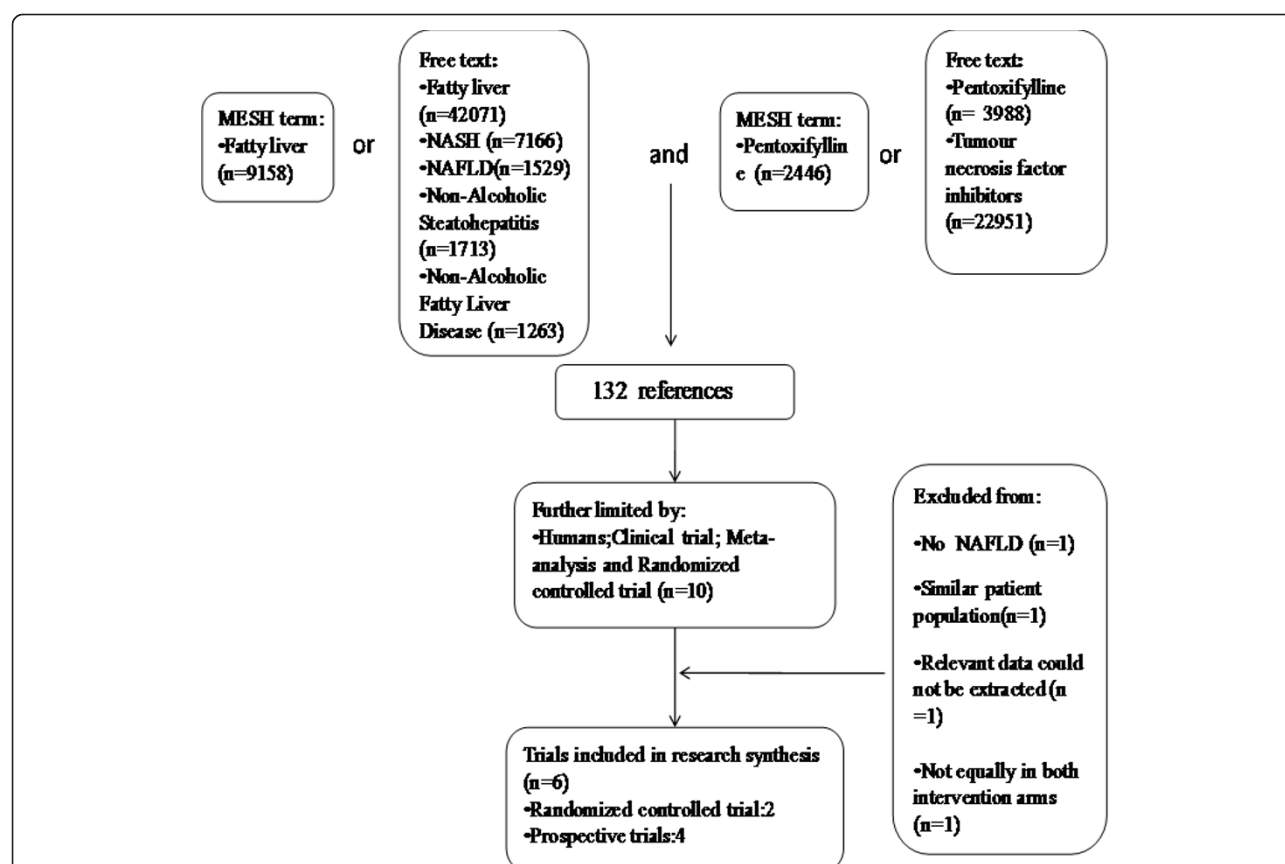 MESH term:
•Fatty liver
(n=9158)
or
Free text:
•Fatty liver
(n=42071)
•NASH (n=7166)
•NAFLD(n=1529)
•Non-Alcoholic
Steatohepatitis
(n=1713)
•Non-Alcoholic
Fatty Liver
Disease (n=1263)
and
MESH term:
•Pentoxifyllin
e (n=2446)
or
Free text:
•Pentoxifylline
(n= 3988)
•Tumour
necrosis factor
inhibitors
(n=22951)
132 references
Further limited by:
•Humans;Clinical trial; Meta-
analysis and Randomized
controlled trial (n=10)
Excluded from:
•No NAFLD (n=1)
•Similar patient
population(n=1)
•Relevant data could
not be extracted (n
=1)
•Not equally in both
intervention arms
(n=1)
Trials included in research synthesis
(n=6)
•Randomized controlled trial:2
•Prospective trials:4